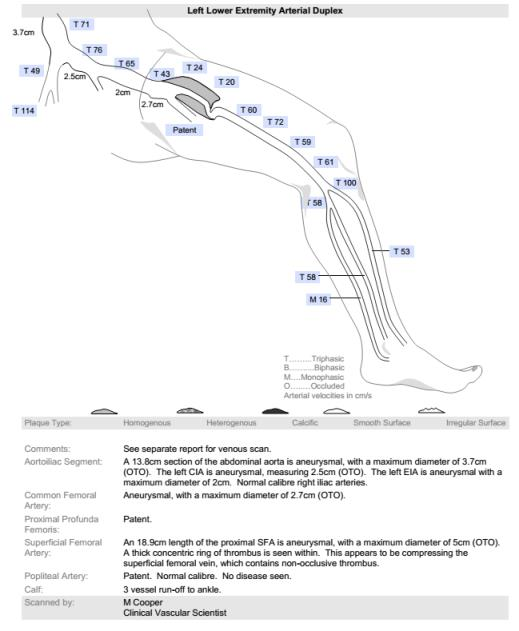 Left Lower Extremity Arterial Duplex
T 71
3.7cm
T 76
T 65
T 49
T 43
T 24
2.5cm
T 20
2cm
2.7cm
T 114
T 60
T 72
Patent
T 59
T 61
T 100
T 58
T 53
T 58
M 16
T.........Triphasic
B.........Biphasic
M....Monophasic
O......Occluded
Arterial velocities in cm/s
Plaque Type: Homogenous Heterogenous Calcific Smooth Surface Irregular Surface
Comments: See separate report for venous scan.
Aortoiliac Segment: A 13.8cm section of the abdominal aorta is aneurysmal, with a maximum diameter of 3.7cm
(OTO). The left CIA is aneurysmal, measuring 2.5cm (OTO). The left EIA is aneurysmal with a
maximum diameter of 2cm. Normal calibre right iliac arteries.
Common Femoral Aneurysmal, with a maximum diameter of 2.7cm (OTO).
Artery:
Proximal Profunda Patent.
Femoris:
Superficial Femoral An 18.9cm length of the proximal SFA is aneurysmal, with a maximum diameter of 5cm (OTO).
Artery: A thick concentric ring of thrombus is seen within. This appears to be compressing the
superficial femoral vein, which contains non-occlusive thrombus.
Popliteal Artery: Patent. Normal calibre. No disease seen.
Calf: 3 vessel run-off to ankle.
Scanned by: M Cooper
Clinical Vascular Scientist